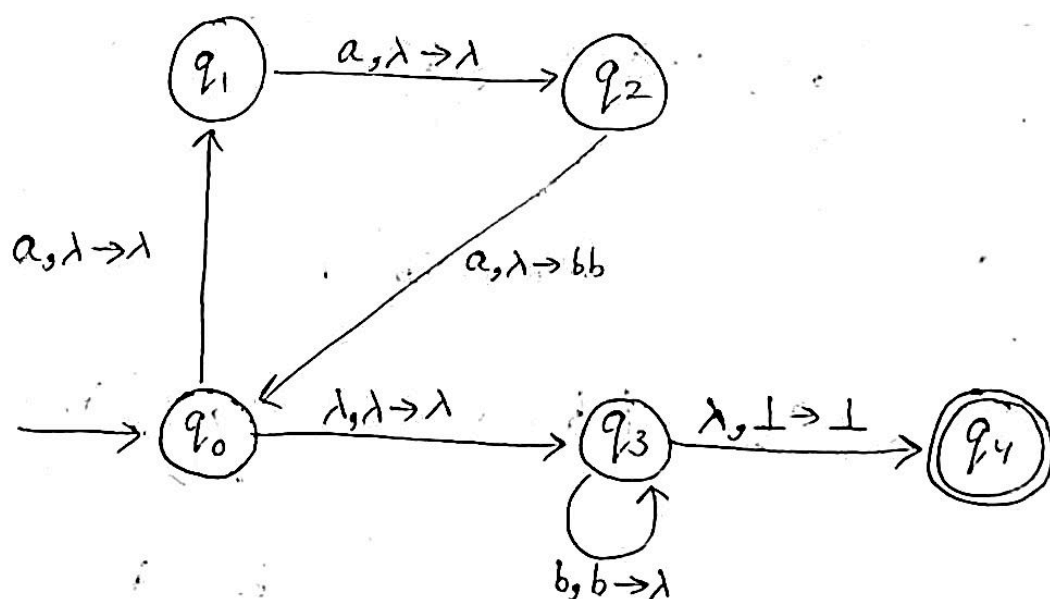 q1
a, λ → λ
q2
a, λ → λ
a, λ → bb
q0
λ, λ → λ
q3
λ, ⊥ → ⊥
q4
b, b → λ